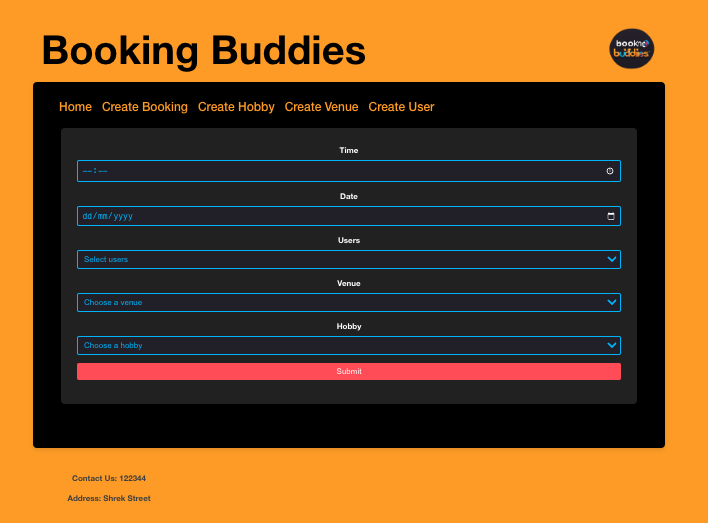 Booking Buddies
booking
buddies
Home Create Booking Create Hobby Create Venue Create User
Time
--:--
Date
dd/mm/yyyy
Users
Select users
Venue
Choose a venue
Hobby
Choose a hobby
Submit
Contact Us: 122344
Address: Shrek Street